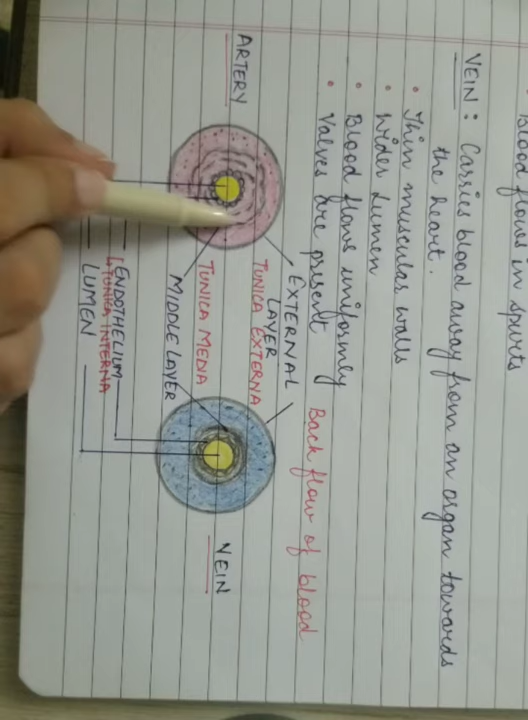 Blood flows in spurts
VEIN : Carries blood away from an organ towards
the heart.
• Thin muscular walls
• Wider Lumen
• Blood flows uniformly
• Valves are present Back flow of blood
EXTERNAL
LAYER
TUNICA EXTERNA
ARTERY
VEIN
TUNICA MEDIA
MIDDLE LAYER
ENDOTHELIUM
↳TUNICA INTERNA
LUMEN